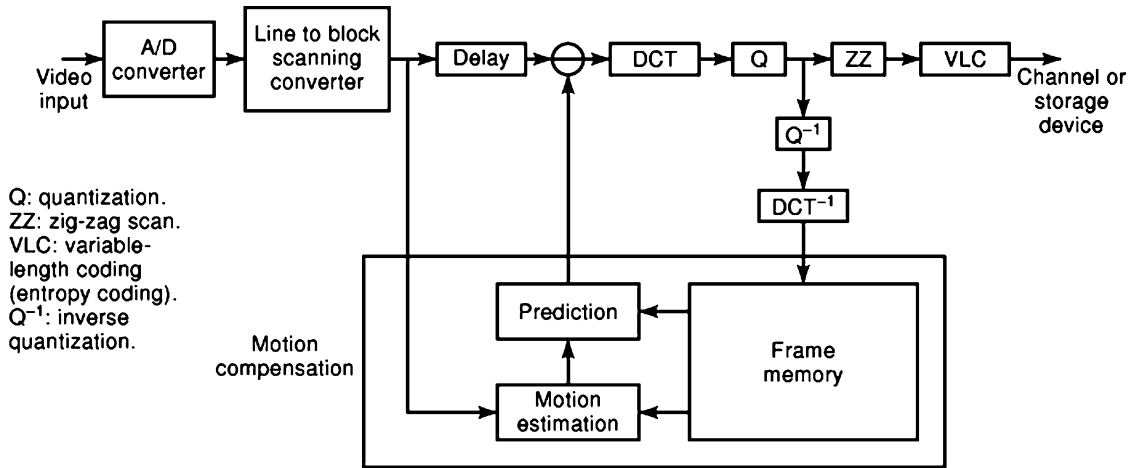 A/D
converter
Line to block
scanning
converter
Delay
DCT
Q
ZZ
VLC
Video
input
Channel or
storage
device
Q⁻¹
DCT⁻¹
Q: quantization.
ZZ: zig-zag scan.
VLC: variable-
length coding
(entropy coding).
Q⁻¹: inverse
quantization.
Motion
compensation
Prediction
Motion
estimation
Frame
memory